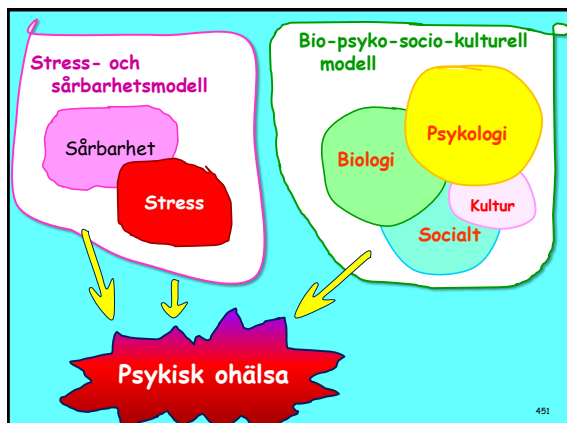 Stress- och
sårbarhetsmodell
Sårbarhet
Stress
Bio-psyko-socio-kulturell
modell
Psykologi
Biologi
Kultur
Socialt
Psykisk ohälsa
451